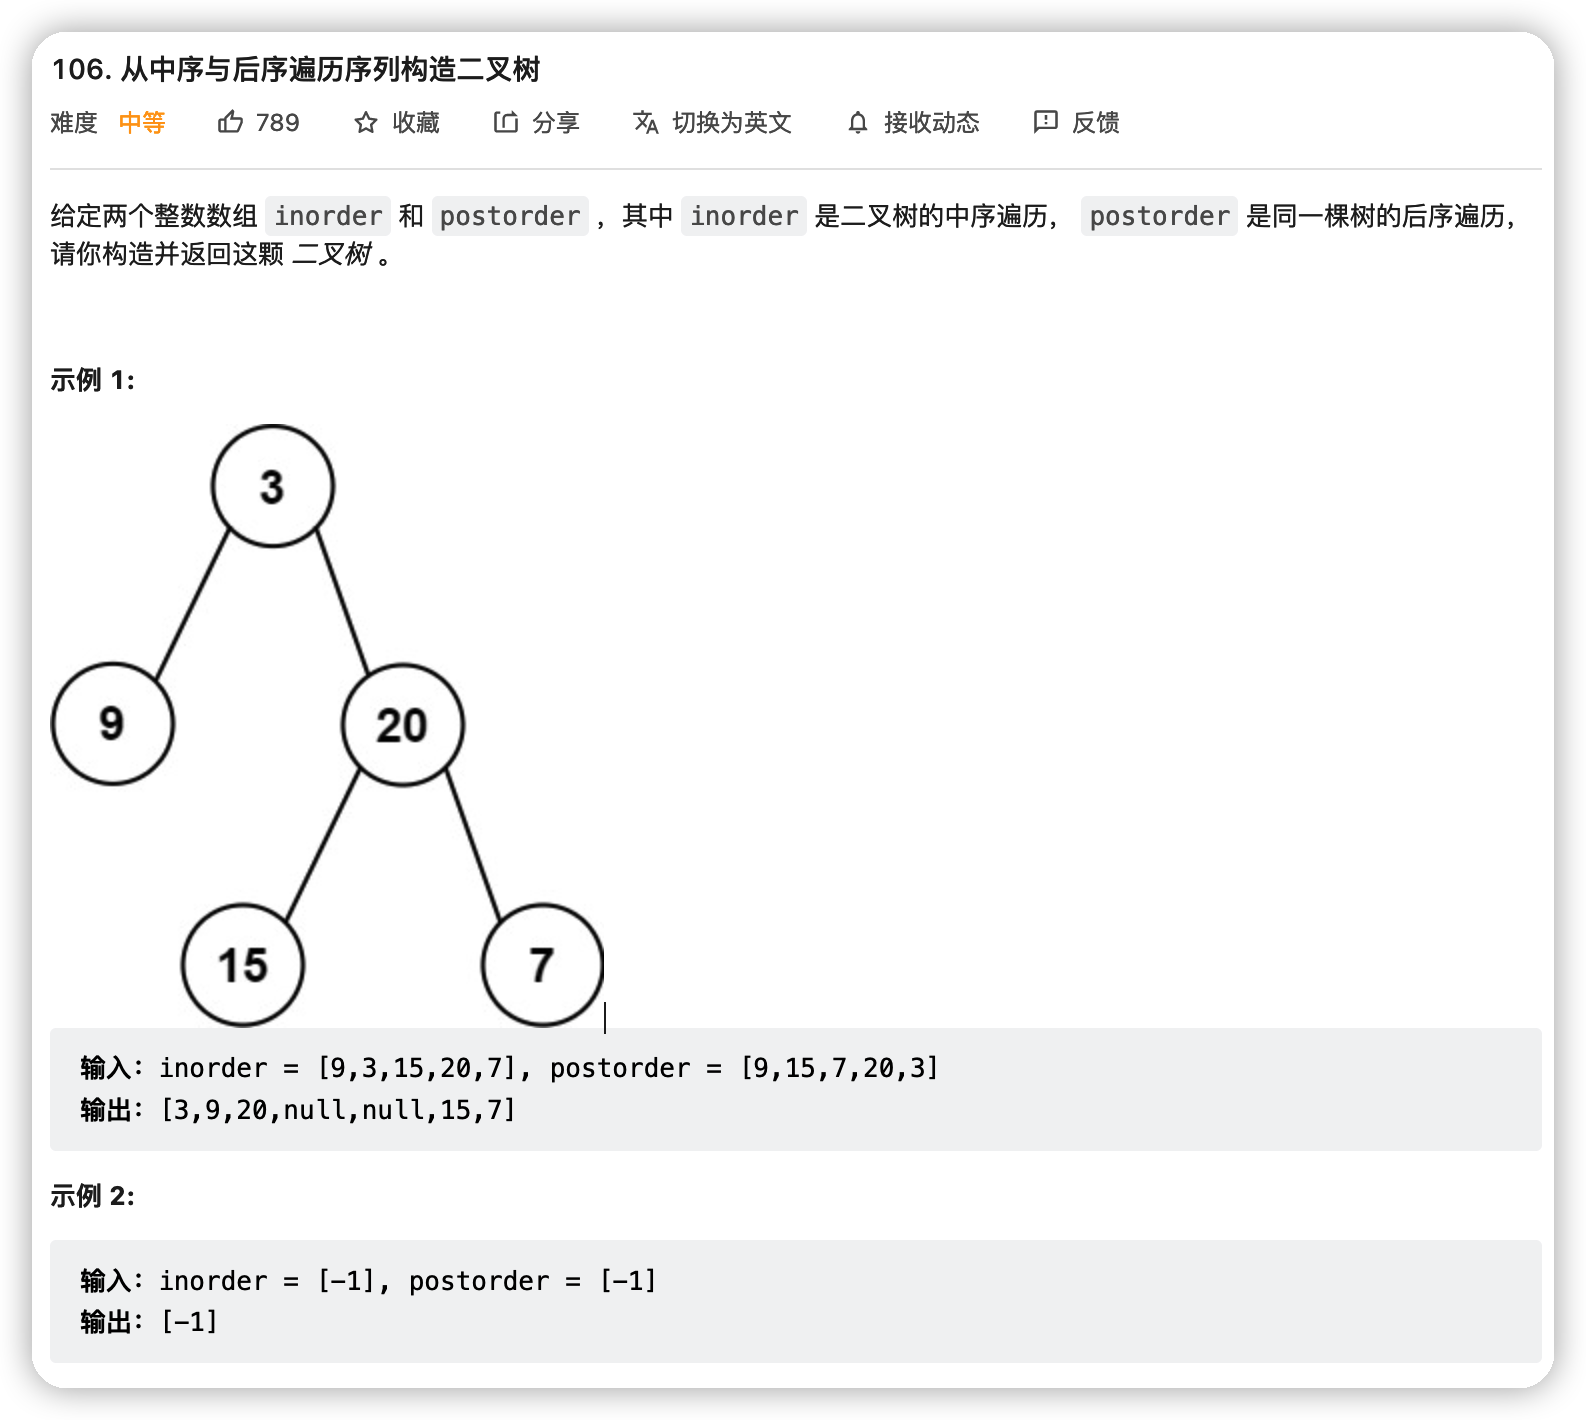 106. 从中序与后序遍历序列构造二叉树
难度 中等 789 收藏 分享 切换为英文 接收动态 反馈
给定两个整数数组 inorder 和 postorder ，其中 inorder 是二叉树的中序遍历， postorder 是同一棵树的后序遍历，
请你构造并返回这颗 二叉树 。
示例 1:
3
9 20
15 7
输入：inorder = [9,3,15,20,7], postorder = [9,15,7,20,3]
输出：[3,9,20,null,null,15,7]
示例 2:
输入：inorder = [-1], postorder = [-1]
输出：[-1]